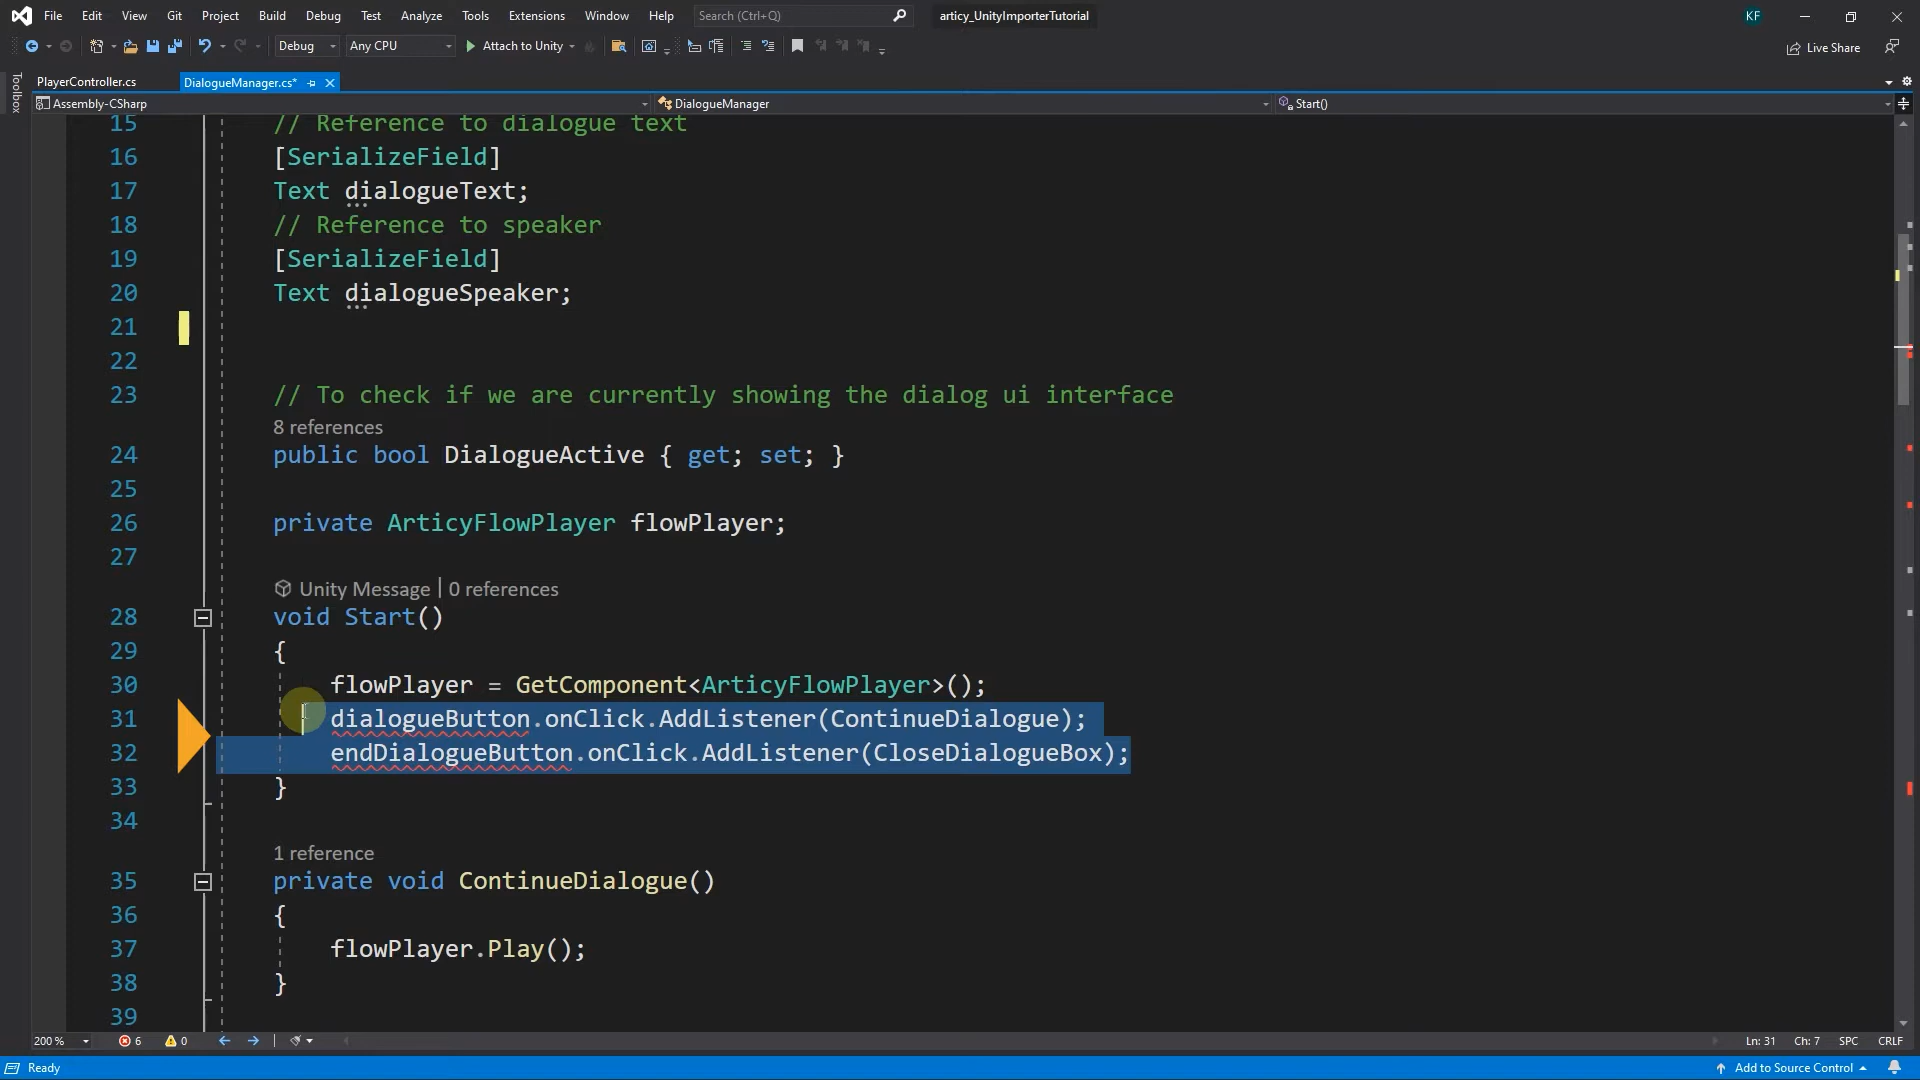 File Edit View Git Project Build Debug Test Analyze Tools Extensions Window Help Search (Ctrl+Q) articy_UnityImporterTutorial KF
Debug Any CPU Attach to Unity Live Share
PlayerController.cs DialogueManager.cs*
Toolbox
Assembly-CSharp DialogueManager Start()
15 // Reference to dialogue text
16 [SerializeField]
17 Text dialogueText;
18 // Reference to speaker
19 [SerializeField]
20 Text dialogueSpeaker;
21
22
23 // To check if we are currently showing the dialog ui interface
8 references
24 public bool DialogueActive { get; set; }
25
26 private ArticyFlowPlayer flowPlayer;
27
Unity Message | 0 references
28 void Start()
29 {
30 flowPlayer = GetComponent<ArticyFlowPlayer>();
31 dialogueButton.onClick.AddListener(ContinueDialogue);
32 endDialogueButton.onClick.AddListener(CloseDialogueBox);
33 }
34
1 reference
35 private void ContinueDialogue()
36 {
37 flowPlayer.Play();
38 }
39
200 % 6 0 Ln: 31 Ch: 7 SPC CRLF
Ready Add to Source Control